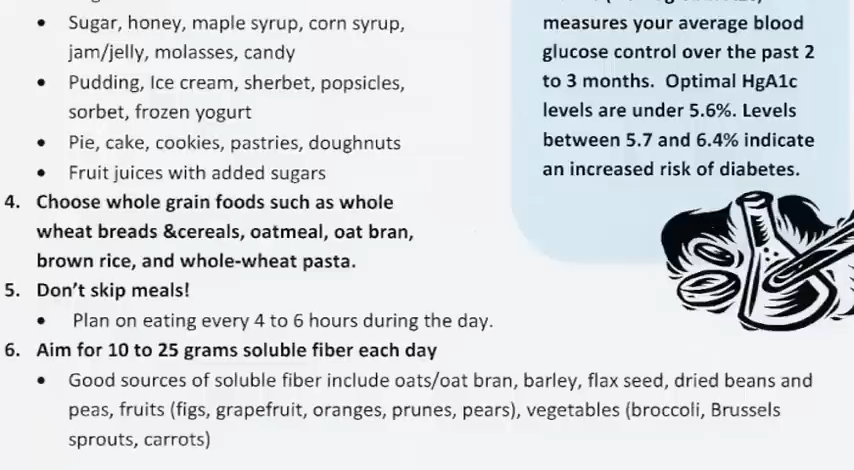 • Sugar, honey, maple syrup, corn syrup,
jam/jelly, molasses, candy
• Pudding, Ice cream, sherbet, popsicles,
sorbet, frozen yogurt
• Pie, cake, cookies, pastries, doughnuts
• Fruit juices with added sugars
4. Choose whole grain foods such as whole
wheat breads &cereals, oatmeal, oat bran,
brown rice, and whole-wheat pasta.
5. Don't skip meals!
• Plan on eating every 4 to 6 hours during the day.
6. Aim for 10 to 25 grams soluble fiber each day
• Good sources of soluble fiber include oats/oat bran, barley, flax seed, dried beans and
peas, fruits (figs, grapefruit, oranges, prunes, pears), vegetables (broccoli, Brussels
sprouts, carrots)
measures your average blood
glucose control over the past 2
to 3 months. Optimal HgA1c
levels are under 5.6%. Levels
between 5.7 and 6.4% indicate
an increased risk of diabetes.